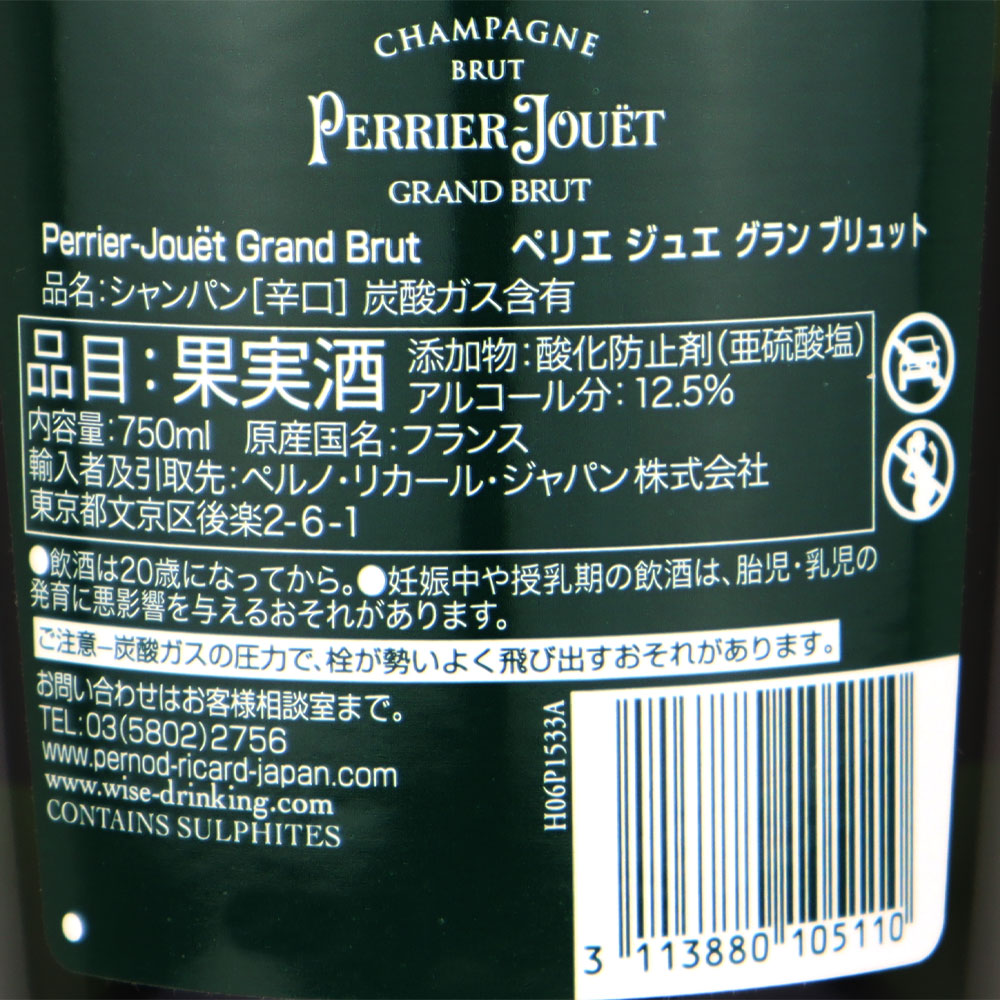 CHAMPAGNE
BRUT
PERRIER-JOUËT
GRAND BRUT
Perrier-Jouët Grand Brut ペリエ ジュエ グラン ブリュット
品名:シャンパン[辛口] 炭酸ガス含有
品目:果実酒
添加物:酸化防止剤(亜硫酸塩)
アルコール分:12.5%
内容量:750ml 原産国名:フランス
輸入者及引取先:ペルノ・リカール・ジャパン株式会社
東京都文京区後楽2-6-1
●飲酒は20歳になってから。●妊娠中や授乳期の飲酒は、胎児・乳児の
発育に悪影響を与えるおそれがあります。
ご注意−炭酸ガスの圧力で、栓が勢いよく飛び出すおそれがあります。
お問い合わせはお客様相談室まで。
TEL:03(5802)2756
www.pernod-ricard-japan.com
www.wise-drinking.com
CONTAINS SULPHITES
H06P1533A
3 113880 105110